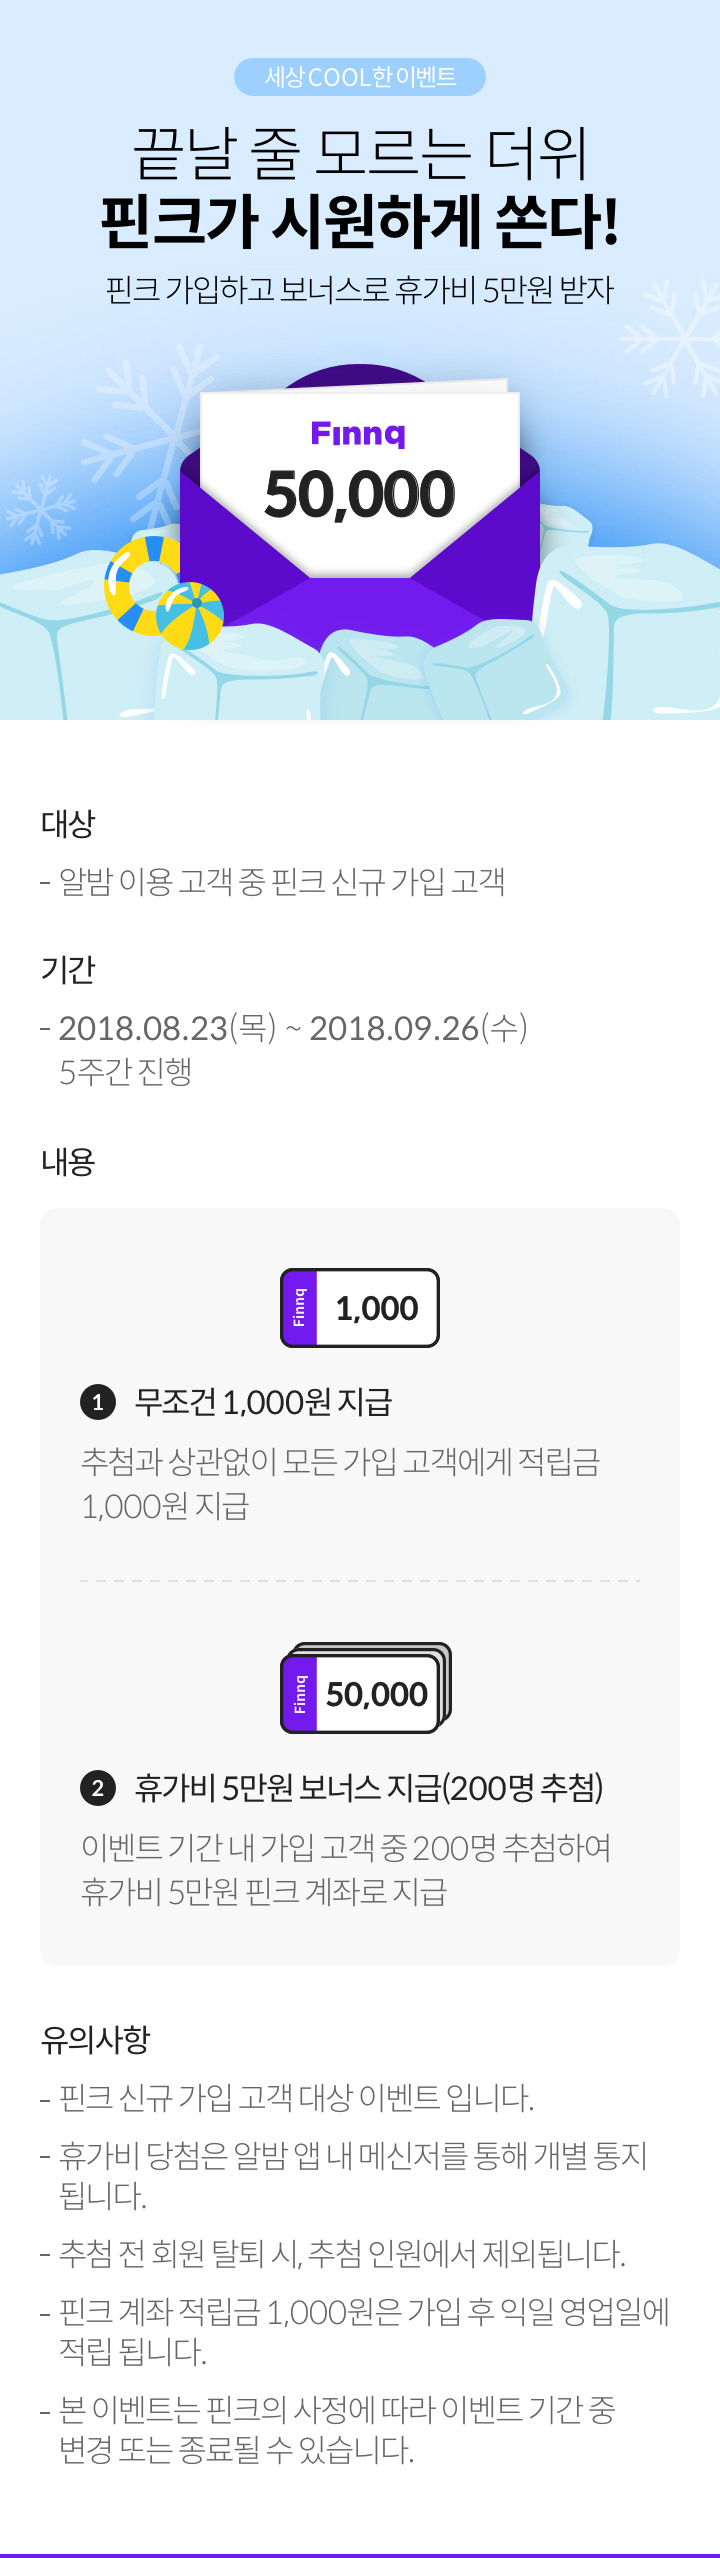 세상 COOL한 이벤트
끝날 줄 모르는 더위
핀크가 시원하게 쏜다!
핀크 가입하고 보너스로 휴가비 5만원 받자
Finnq
50,000
대상
- 알밤 이용 고객 중 핀크 신규 가입 고객
기간
- 2018.08.23(목) ~ 2018.09.26(수)
5주간 진행
내용
Finnq 1,000
1 무조건 1,000원 지급
추첨과 상관없이 모든 가입 고객에게 적립금
1,000원 지급
Finnq 50,000
2 휴가비 5만원 보너스 지급(200명 추첨)
이벤트 기간 내 가입 고객 중 200명 추첨하여
휴가비 5만원 핀크 계좌로 지급
유의사항
- 핀크 신규 가입 고객 대상 이벤트 입니다.
- 휴가비 당첨은 알밤 앱 내 메신저를 통해 개별 통지
됩니다.
- 추첨 전 회원 탈퇴 시, 추첨 인원에서 제외됩니다.
- 핀크 계좌 적립금 1,000원은 가입 후 익일 영업일에
적립 됩니다.
- 본 이벤트는 핀크의 사정에 따라 이벤트 기간 중
변경 또는 종료될 수 있습니다.